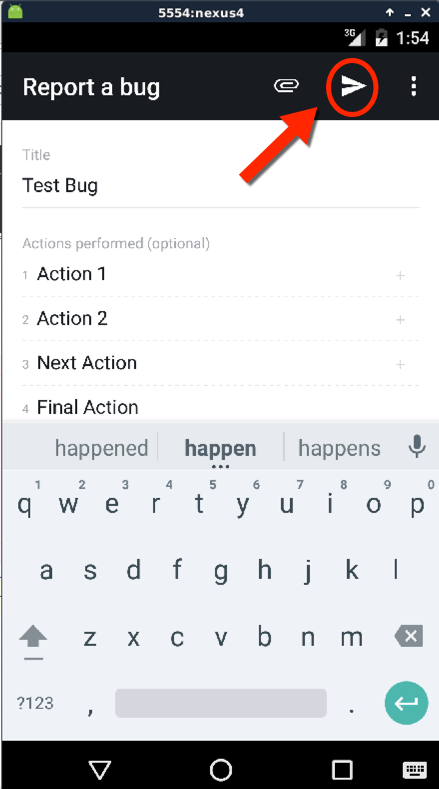 5554:nexus4
3G 1:54
Report a bug
Title
Test Bug
Actions performed (optional)
1 Action 1 +
2 Action 2 +
3 Next Action +
4 Final Action
happened happen happens
1 2 3 4 5 6 7 8 9 0
q w e r t y u i o p
a s d f g h j k l
z x c v b n m
?123 , .